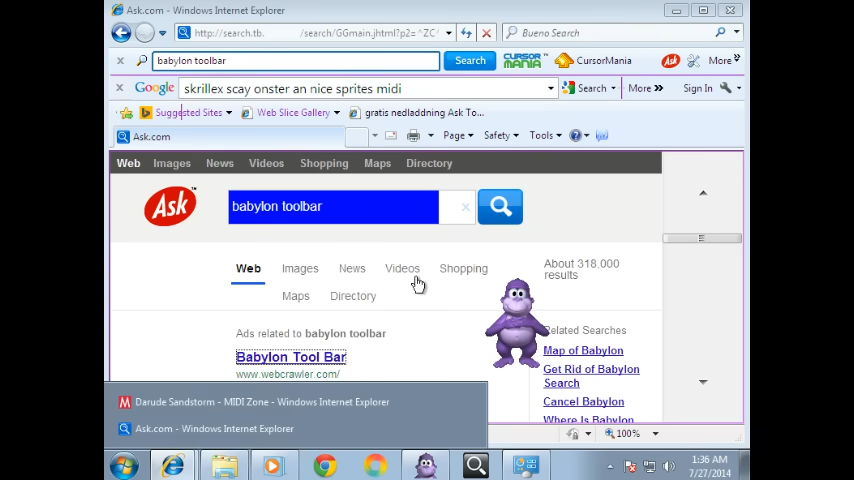 Ask.com - Windows Internet Explorer
http://search.tb. /search/GGmain.jhtml?p2=^ZC
Bueno Search
babylon toolbar
Search
CURSOR MANIA
CursorMania
Ask
More
Google
skrillex scay onster an nice sprites midi
Search
More
Sign In
Suggested Sites
Web Slice Gallery
gratis nedladdning Ask To...
Ask.com
Page
Safety
Tools
Web Images News Videos Shopping Maps Directory
Ask
babylon toolbar
Web Images News Videos Shopping
Maps Directory
About 318,000
results
Ads related to babylon toolbar
Babylon Tool Bar
www.webcrawler.com/
Related Searches
Map of Babylon
Get Rid of Babylon
Search
Cancel Babylon
Where Is Babylon
Darude Sandstorm - MIDI Zone - Windows Internet Explorer
Ask.com - Windows Internet Explorer
100%
1:36 AM
7/27/2014